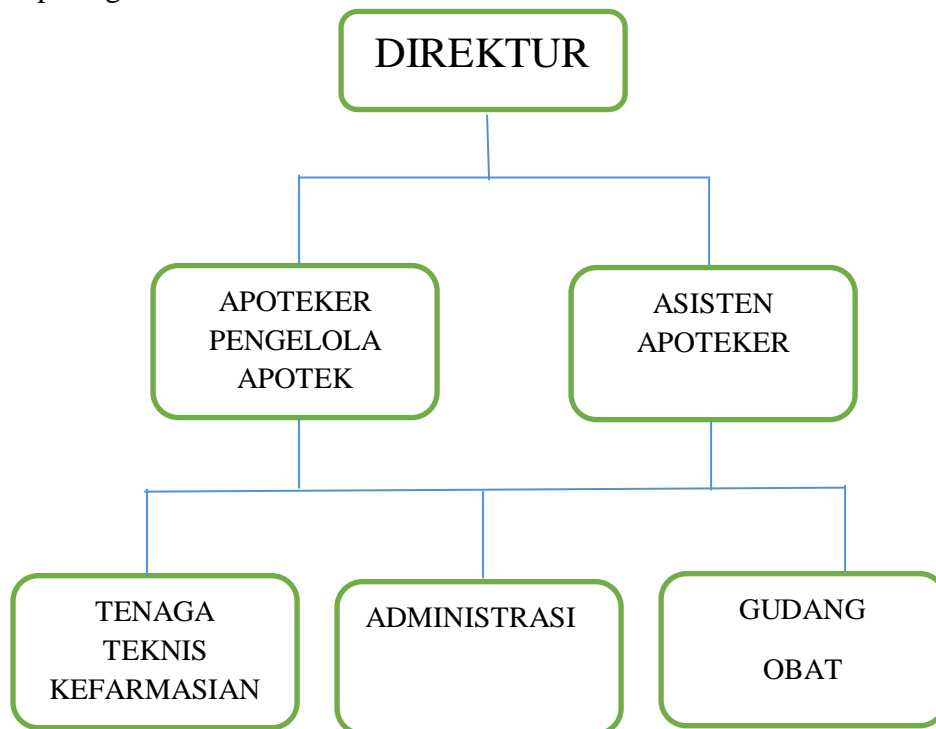 DIREKTUR
APOTEKER
PENGELOLA
APOTEK
ASISTEN
APOTEKER
TENAGA
TEKNIS
KEFARMASIAN
ADMINISTRASI
GUDANG
OBAT